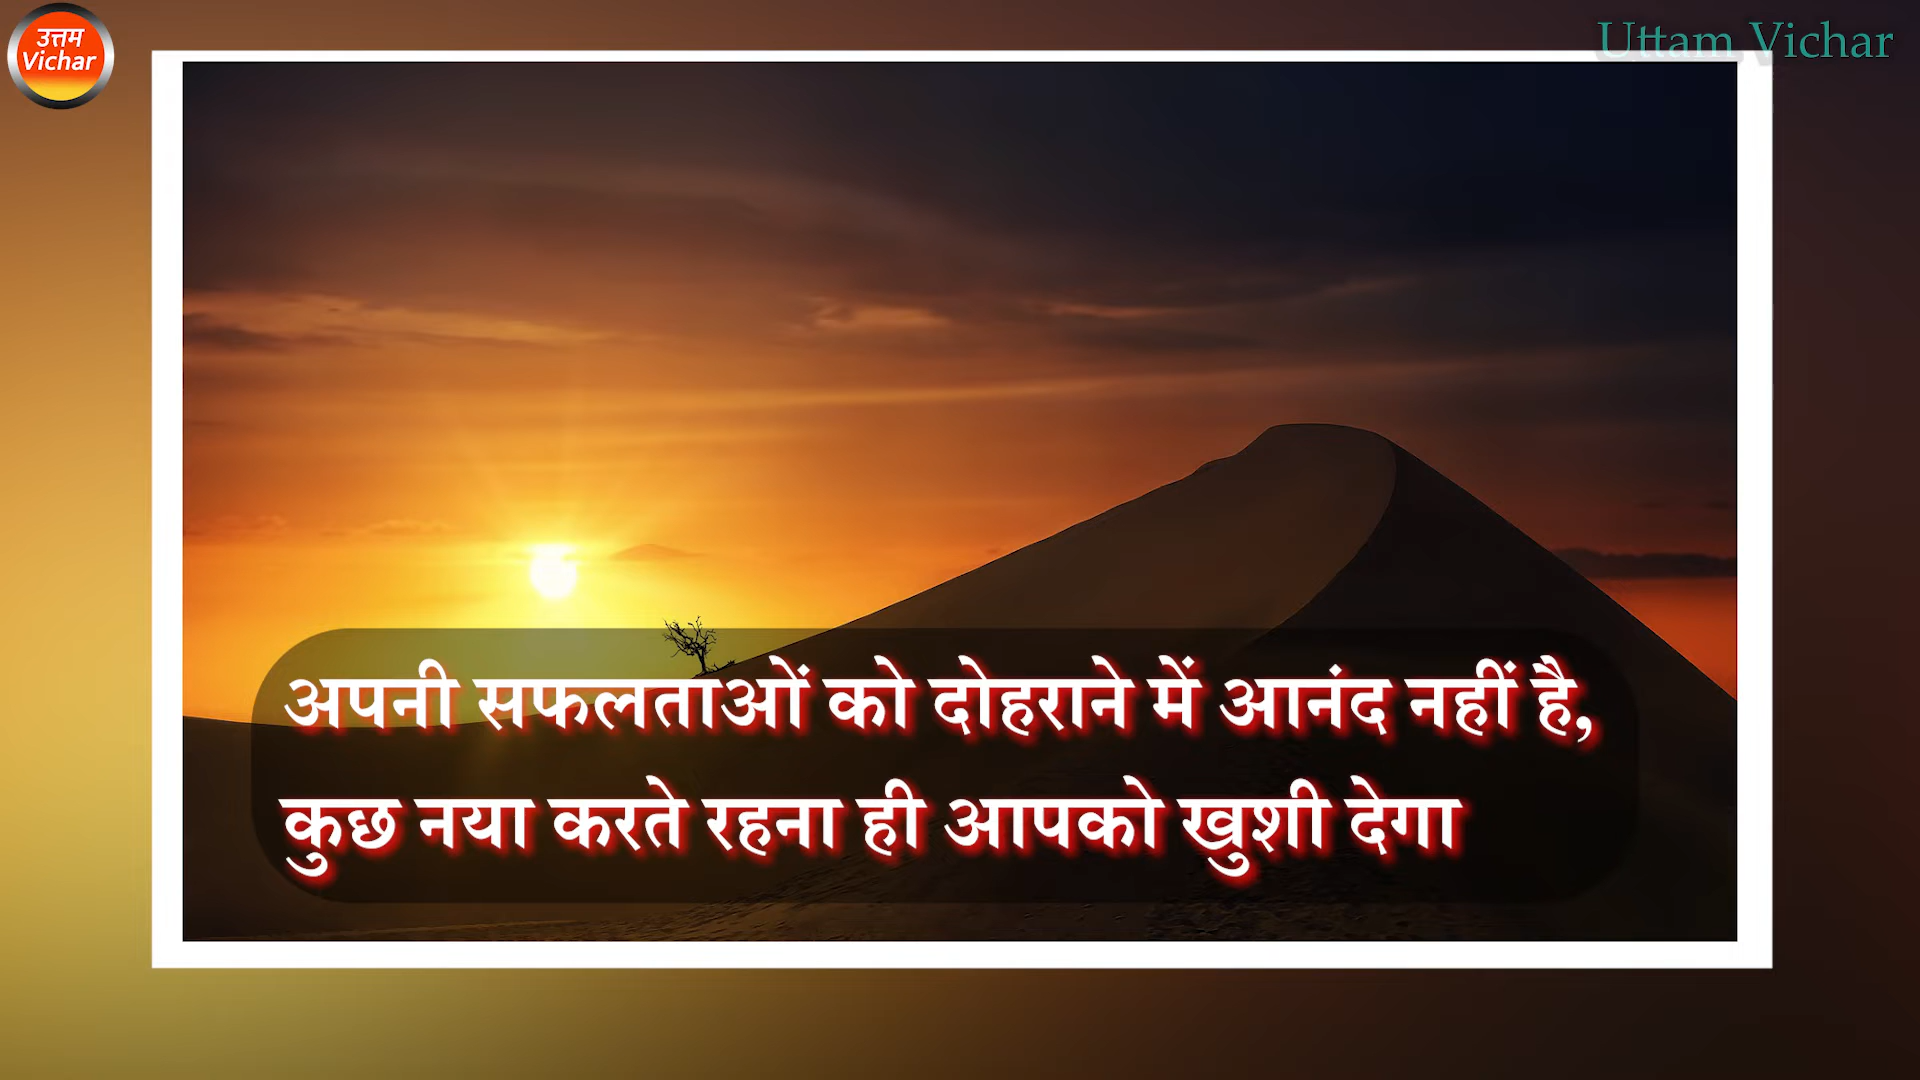 उत्तम
Vichar
Uttam Vichar
अपनी सफलताओं को दोहराने में आनंद नहीं है,
कुछ नया करते रहना ही आपको खुशी देगा